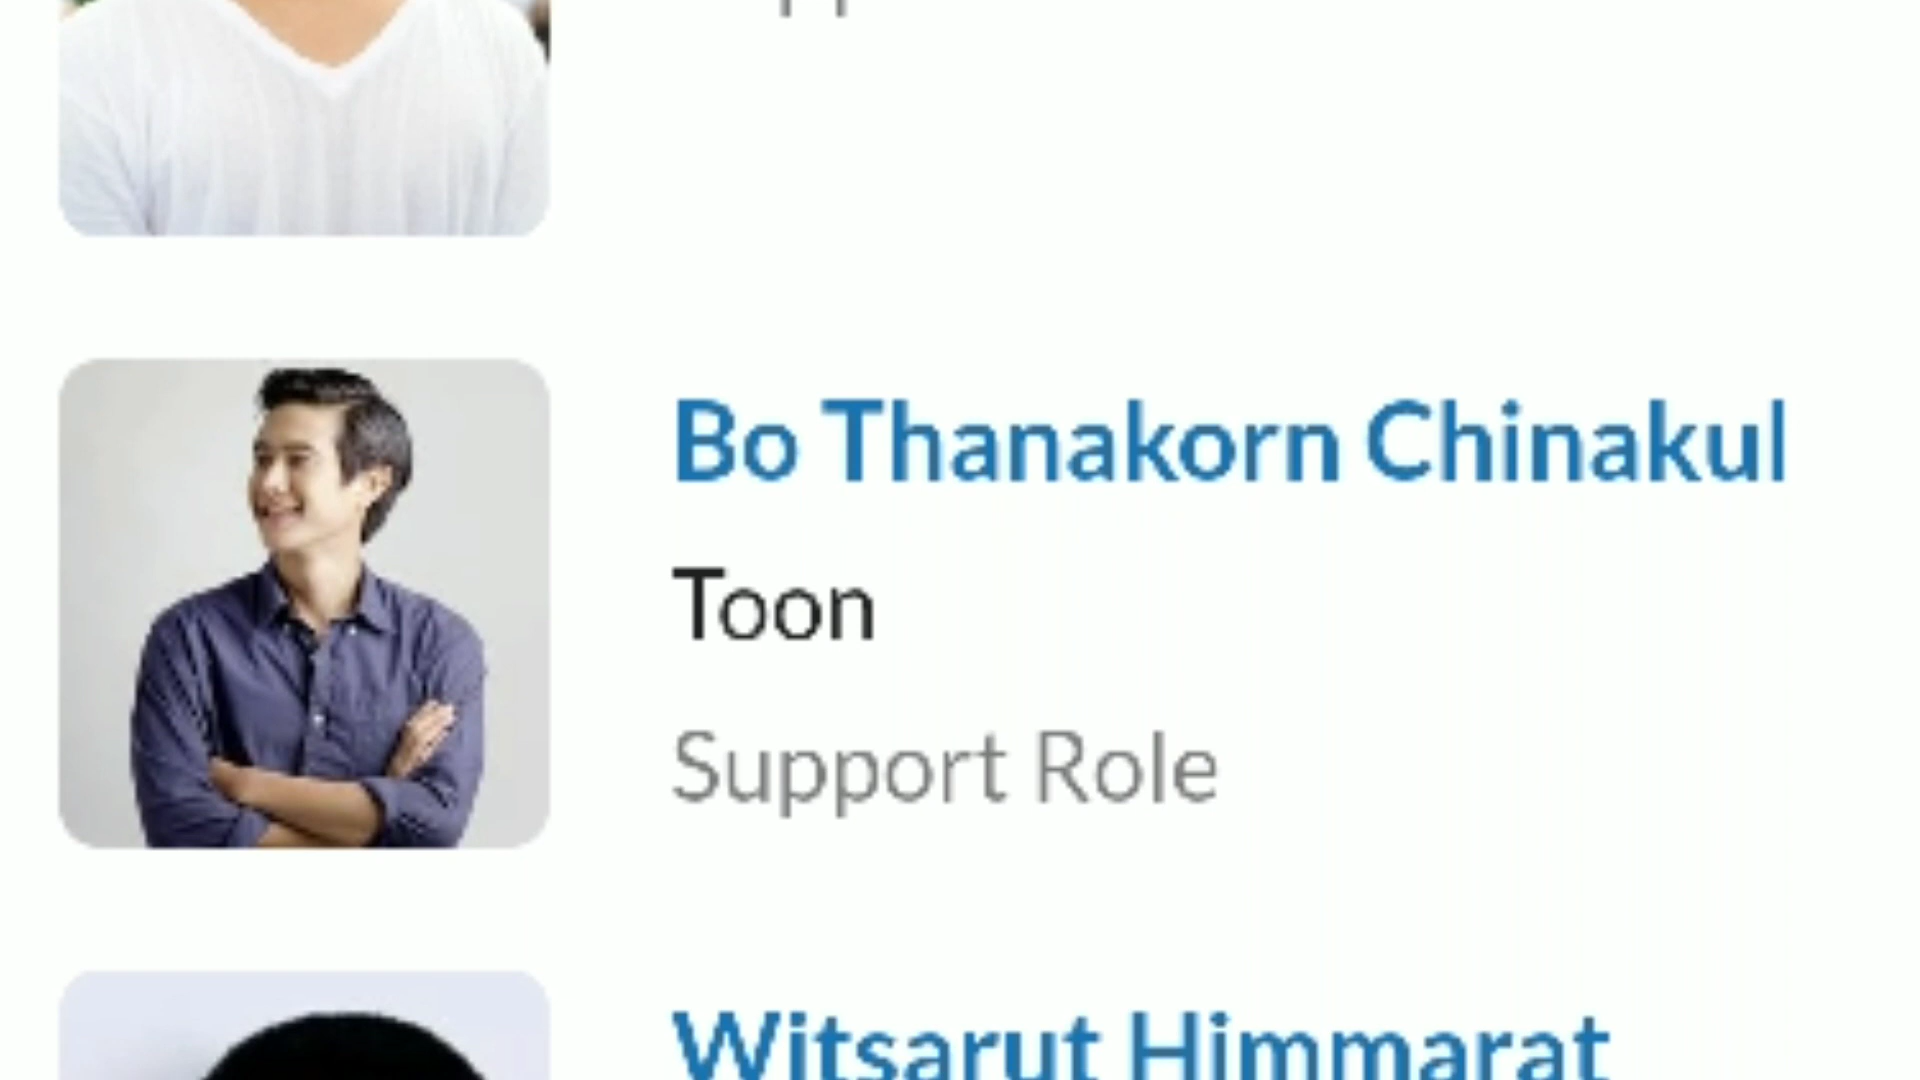 Bo Thanakorn Chinakul
Toon
Support Role
Witsarut Himmarat